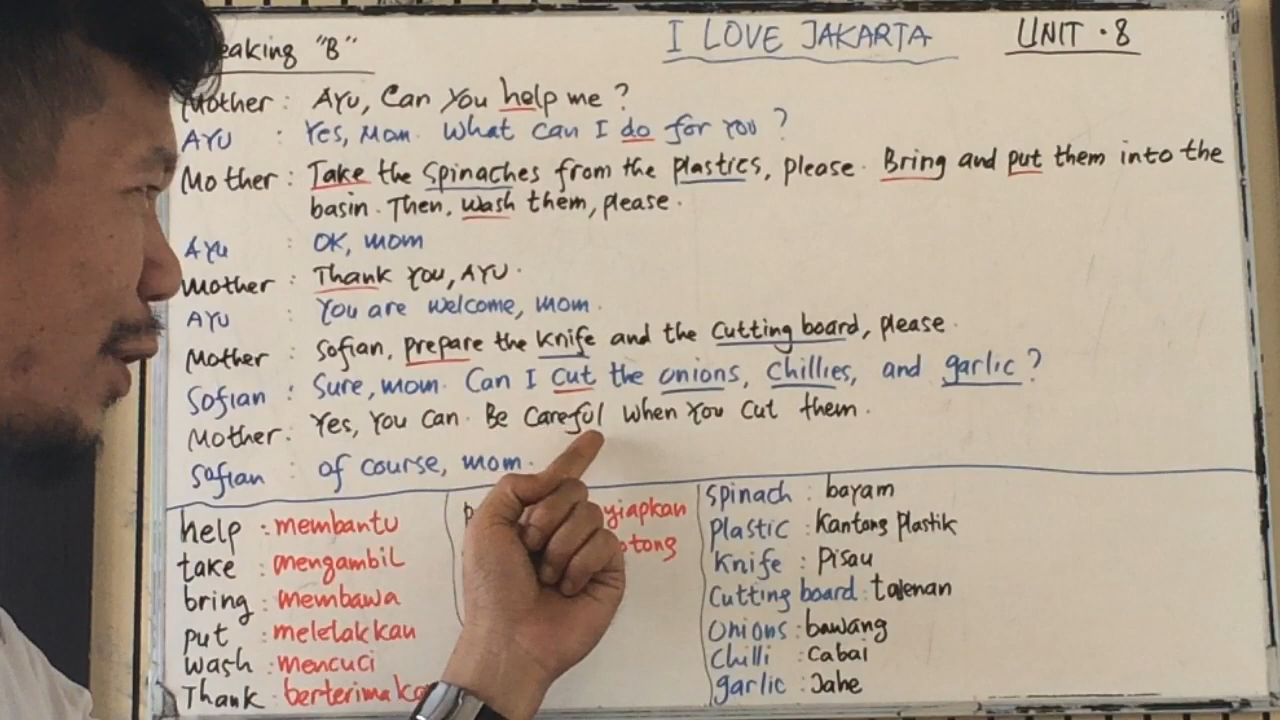 eaking "B"
I LOVE JAKARTA
UNIT . 8
Mother : AYU, Can You help me ?
AYU : Yes, Mom. What can I do for You ?
Mother : Take the Spinaches from the Plastics, please. Bring and put them into the
basin. Then, wash them, please.
AYU : OK, mom
Mother : Thank You, AYU.
AYU : You are welcome, mom.
Mother : Sofian, prepare the knife and the cutting board, please.
Sofian : Sure, mom. Can I cut the onions, chillies, and garlic ?
Mother : Yes, You can. Be Careful when You cut them.
Sofian : of course, mom.
help : membantu
take : mengambil
bring : membawa
put : meletakkan
wash : mencuci
Thank : berterimaka
yiapkan
otong
Spinach : bayam
Plastic : Kantong Plastik
Knife : Pisau
Cutting board : talenan
Onions : bawang
Chilli : Cabai
garlic : Jahe